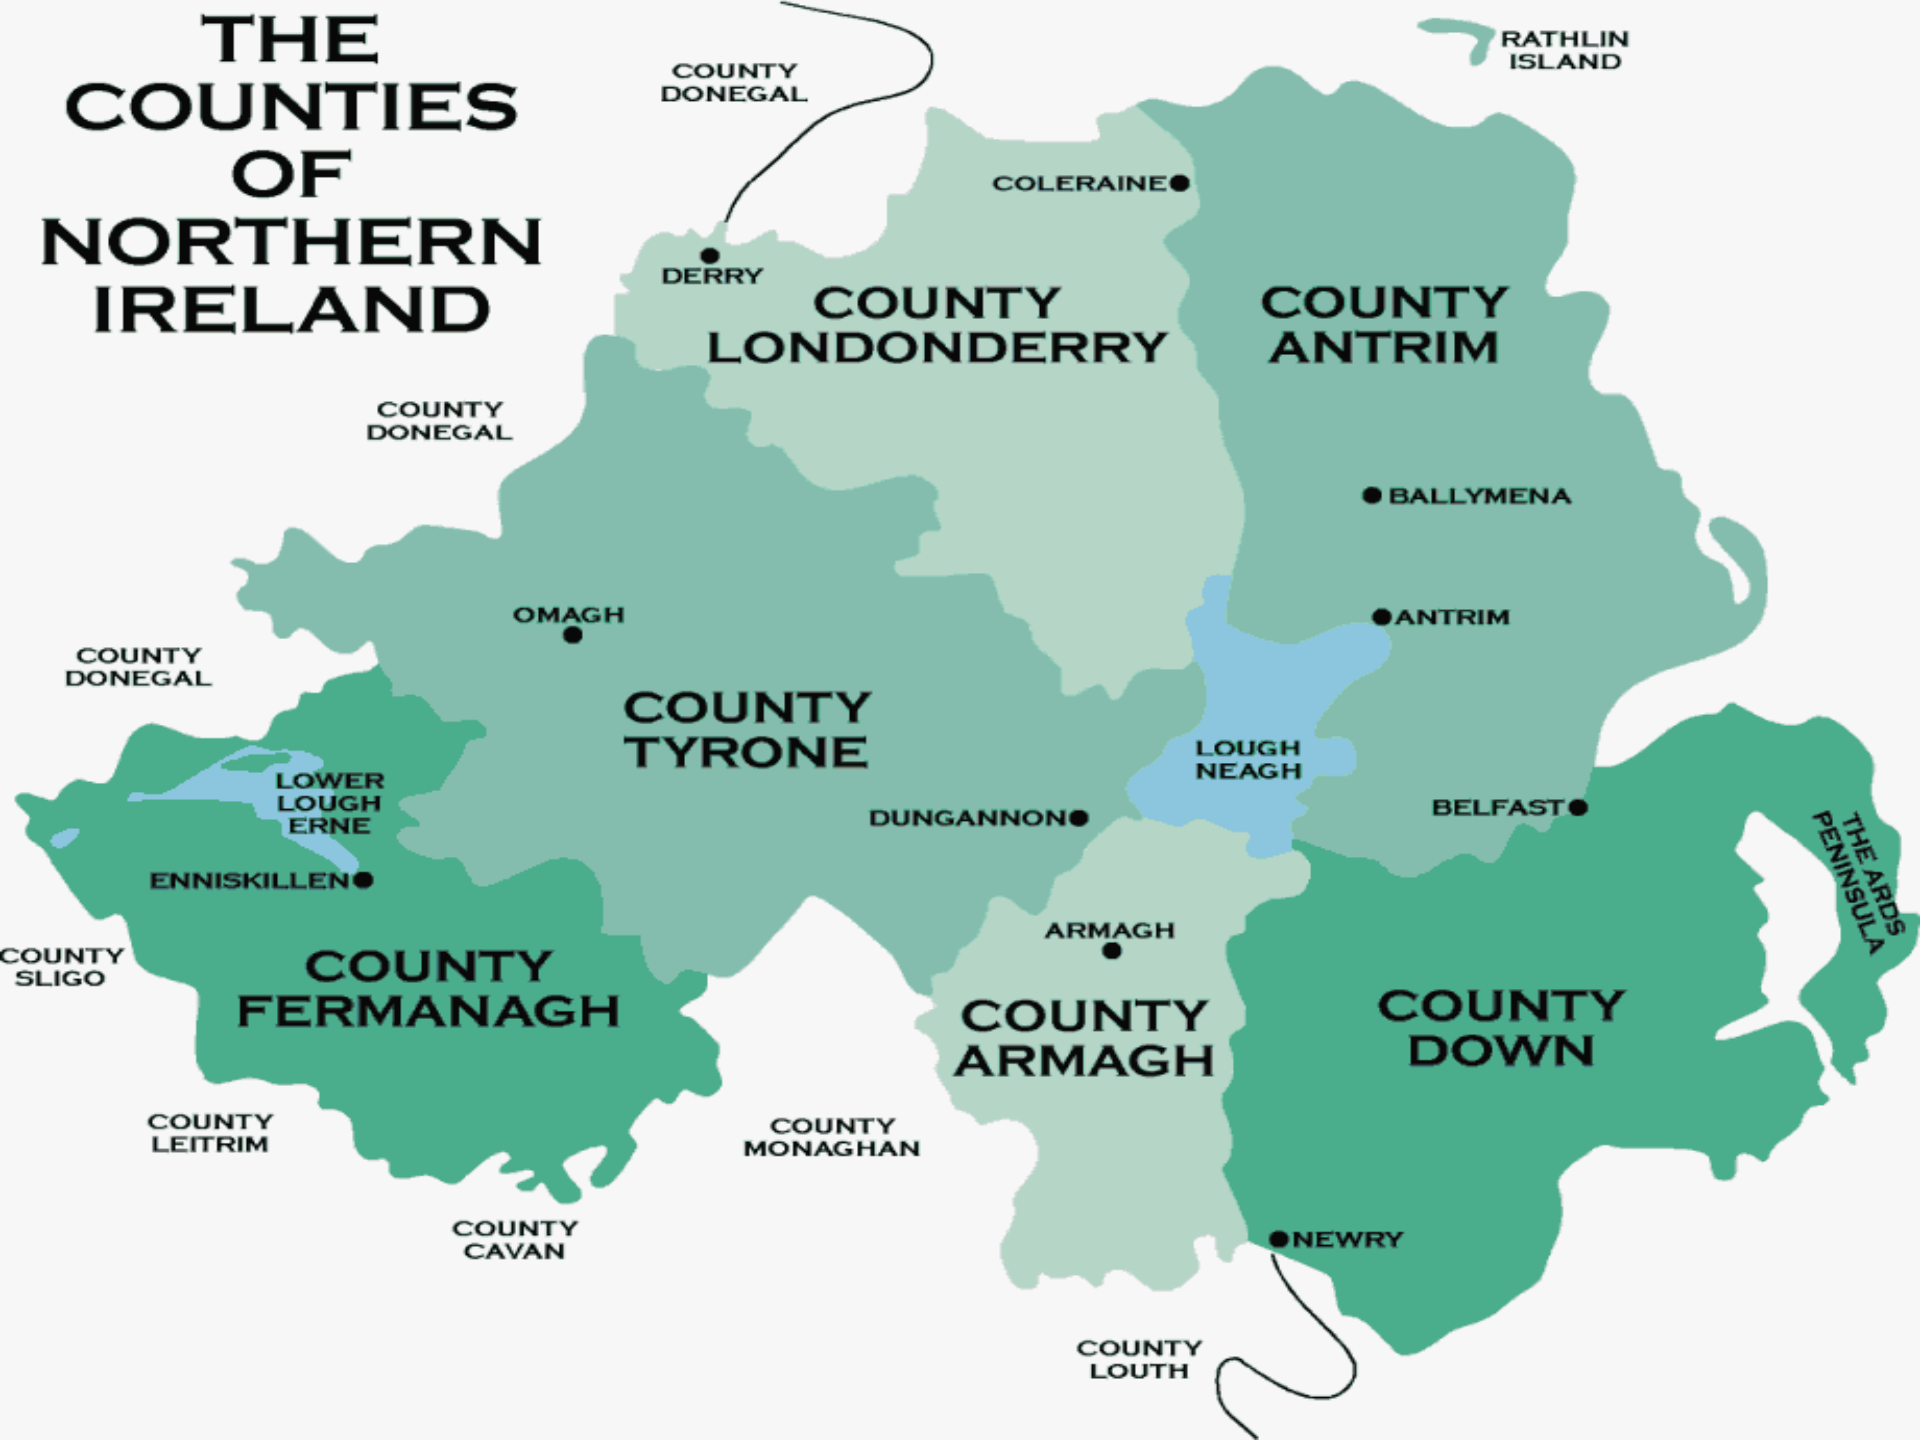 THE
COUNTIES
OF
NORTHERN
IRELAND
COUNTY
DONEGAL
RATHLIN
ISLAND
COLERAINE
DERRY
COUNTY
LONDONDERRY
COUNTY
ANTRIM
COUNTY
DONEGAL
BALLYMENA
OMAGH
ANTRIM
COUNTY
DONEGAL
COUNTY
TYRONE
LOUGH
NEAGH
LOWER
LOUGH
ERNE
DUNGANNON
BELFAST
THE ARDS
PENINSULA
ENNISKILLEN
ARMAGH
COUNTY
SLIGO
COUNTY
FERMANAGH
COUNTY
ARMAGH
COUNTY
DOWN
COUNTY
LEITRIM
COUNTY
MONAGHAN
COUNTY
CAVAN
NEWRY
COUNTY
LOUTH